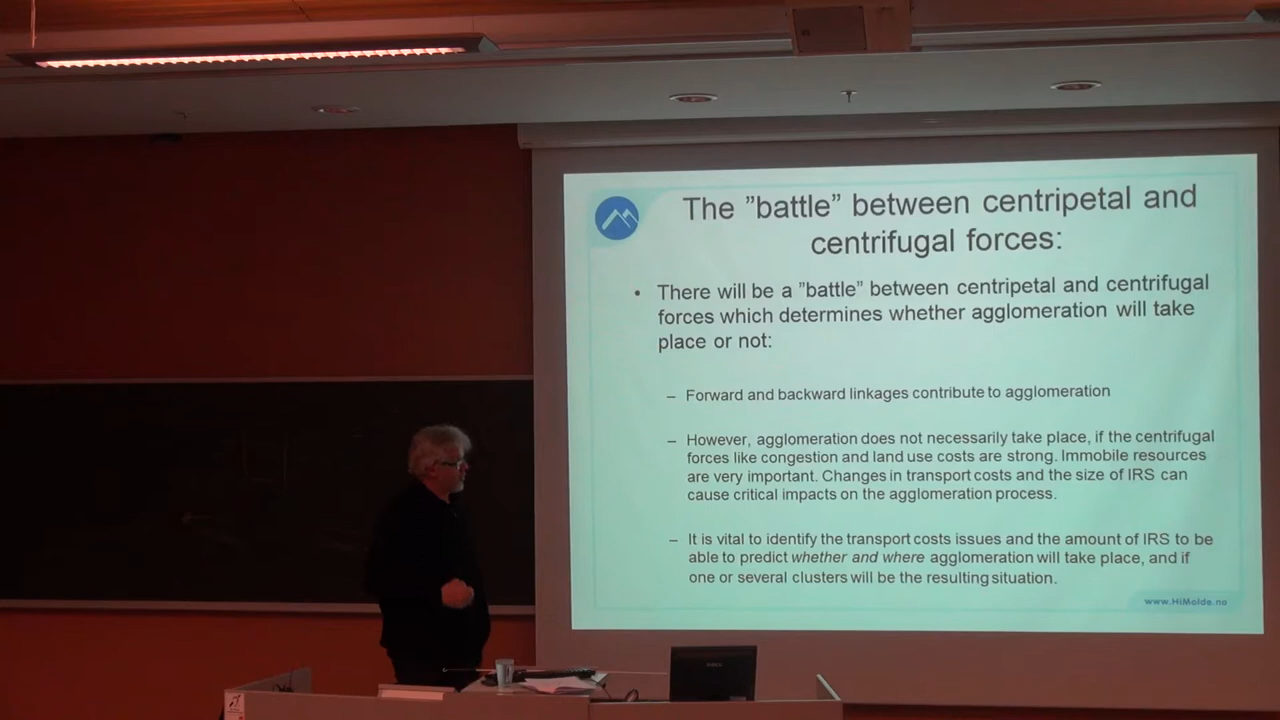 The ”battle” between centripetal and
centrifugal forces:
• There will be a ”battle” between centripetal and centrifugal
forces which determines whether agglomeration will take
place or not:
– Forward and backward linkages contribute to agglomeration
– However, agglomeration does not necessarily take place, if the centrifugal
forces like congestion and land use costs are strong. Immobile resources
are very important. Changes in transport costs and the size of IRS can
cause critical impacts on the agglomeration process.
– It is vital to identify the transport costs issues and the amount of IRS to be
able to predict whether and where agglomeration will take place, and if
one or several clusters will be the resulting situation.
www.HiMolde.no